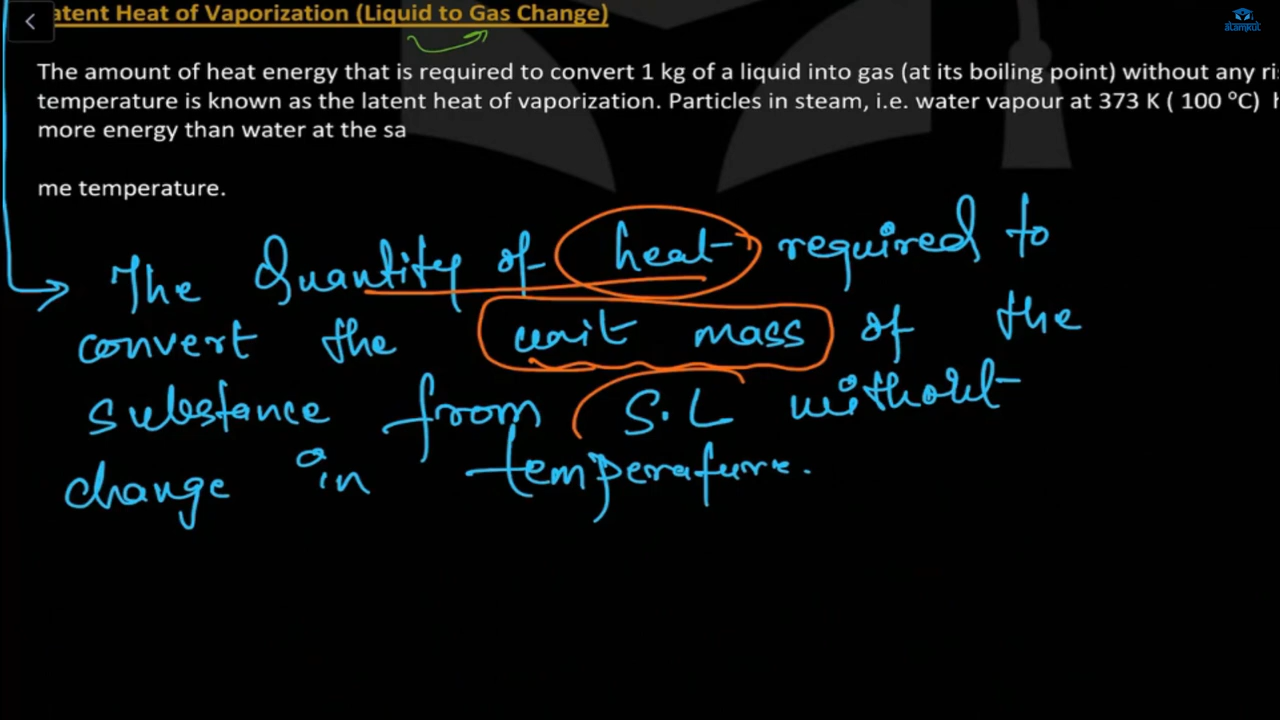 atent Heat of Vaporization (Liquid to Gas Change)
alamkul
The amount of heat energy that is required to convert 1 kg of a liquid into gas (at its boiling point) without any ri
temperature is known as the latent heat of vaporization. Particles in steam, i.e. water vapour at 373 K ( 100 °C) h
more energy than water at the sa
me temperature.
The Quantity of heat required to
convert the unit mass of the
substance from S.L without
change in temperature.